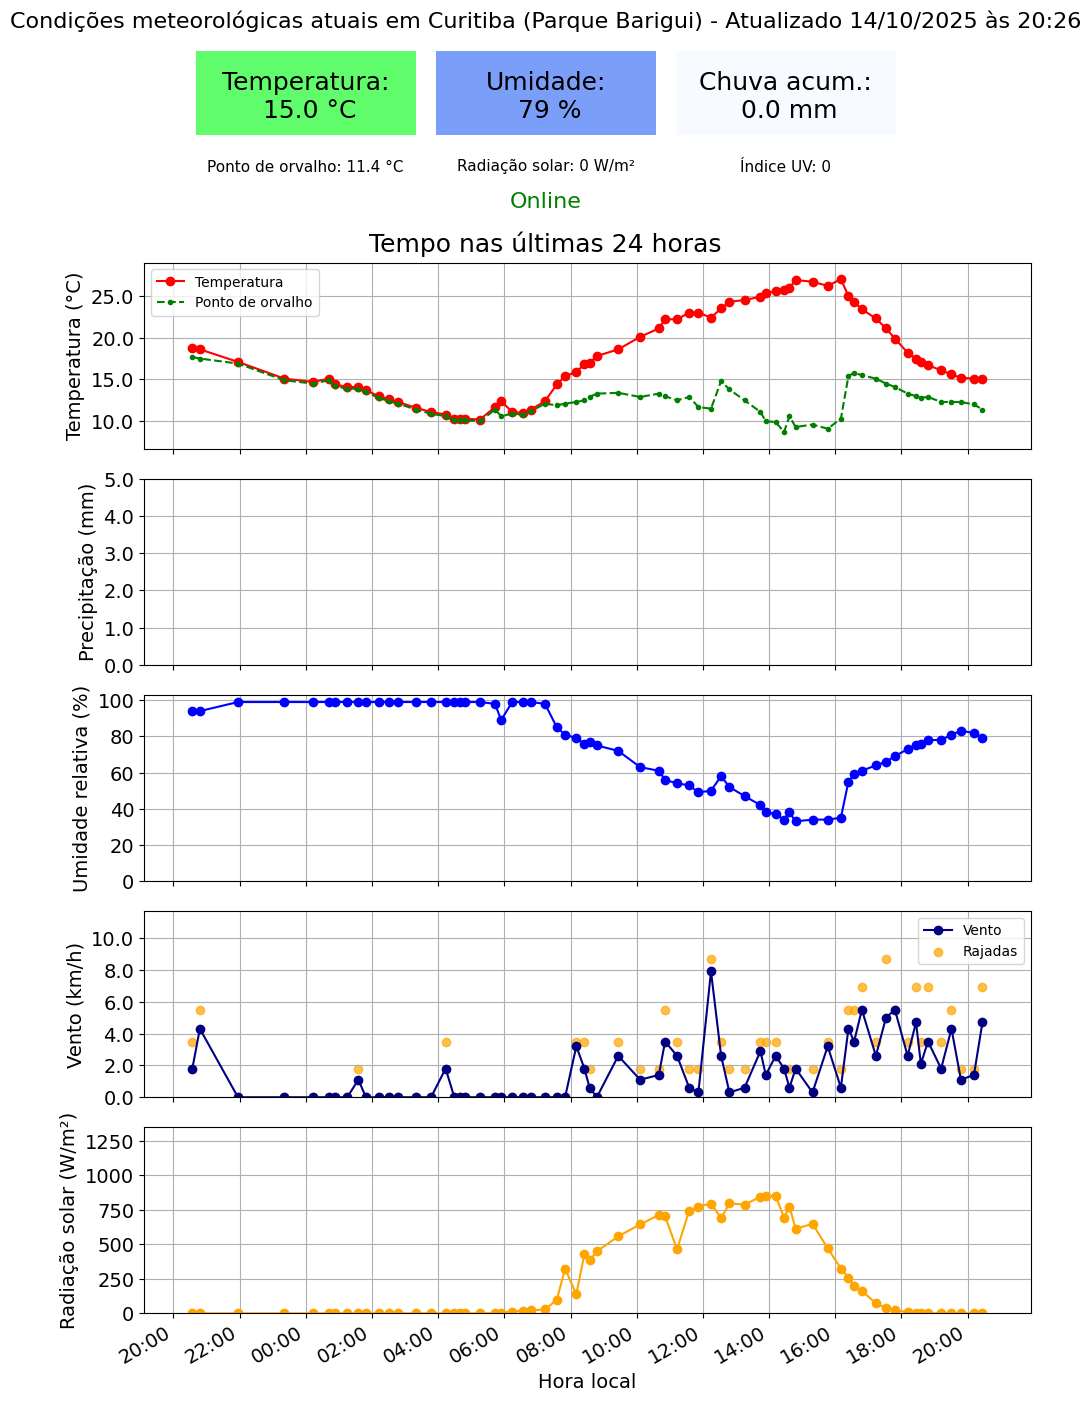 Condições meteorológicas atuais em Curitiba (Parque Barigui) - Atualizado 14/10/2025 às 20:26
Temperatura:
15.0 °C
Umidade:
79 %
Chuva acum.:
0.0 mm
Ponto de orvalho: 11.4 °C
Radiação solar: 0 W/m²
Índice UV: 0
Online
Tempo nas últimas 24 horas
Temperatura (°C)
25.0
20.0
15.0
10.0
Temperatura
Ponto de orvalho
Precipitação (mm)
5.0
4.0
3.0
2.0
1.0
0.0
Umidade relativa (%)
100
80
60
40
20
0
Vento (km/h)
10.0
8.0
6.0
4.0
2.0
0.0
Vento
Rajadas
Radiação solar (W/m²)
1250
1000
750
500
250
0
20:00
22:00
00:00
02:00
04:00
06:00
08:00
10:00
12:00
14:00
16:00
18:00
20:00
Hora local